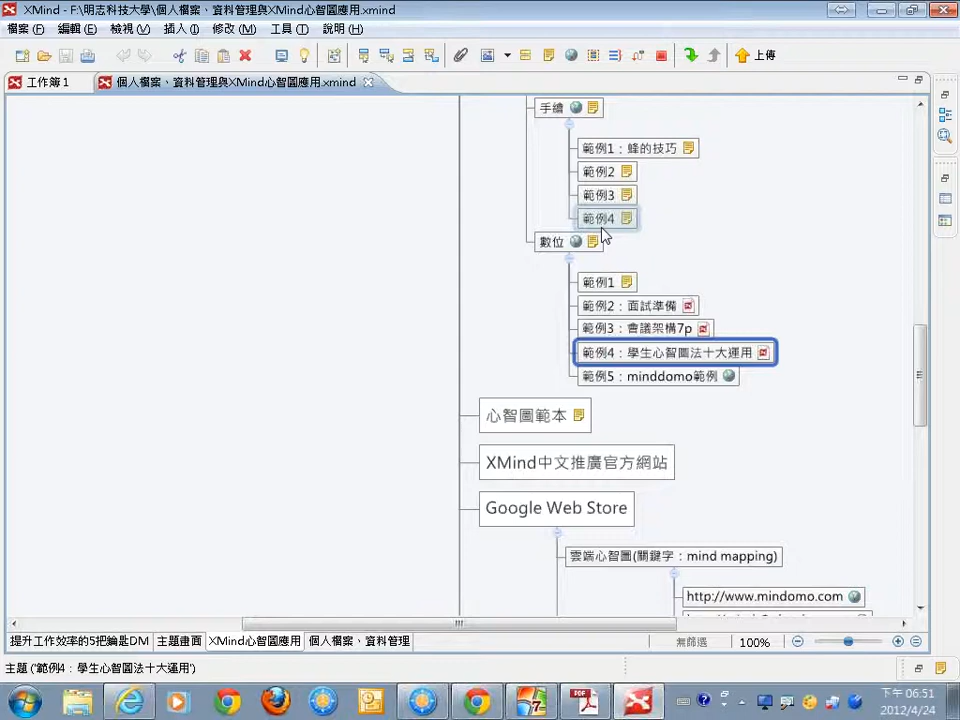 XMind - F:\明志科技大學\個人檔案、資料管理與XMind心智圖應用.xmind
檔案(F) 編輯(E) 檢視(V) 插入(I) 修改(M) 工具(T) 說明(H)
上傳
工作簿 1 個人檔案、資料管理與XMind心智圖應用.xmind
手繪
範例1：蜂的技巧
範例2
範例3
範例4
數位
範例1
範例2：面試準備
範例3：會議架構7p
範例4：學生心智圖法十大運用
範例5：minddomo範例
心智圖範本
XMind中文推廣官方網站
Google Web Store
雲端心智圖(關鍵字：mind mapping)
http://www.mindomo.com
提升工作效率的5把鑰匙DM 主題畫面 XMind心智圖應用 個人檔案、資料管理 無篩選 100%
主題 ('範例4：學生心智圖法十大運用')
下午 06:51
2012/4/24